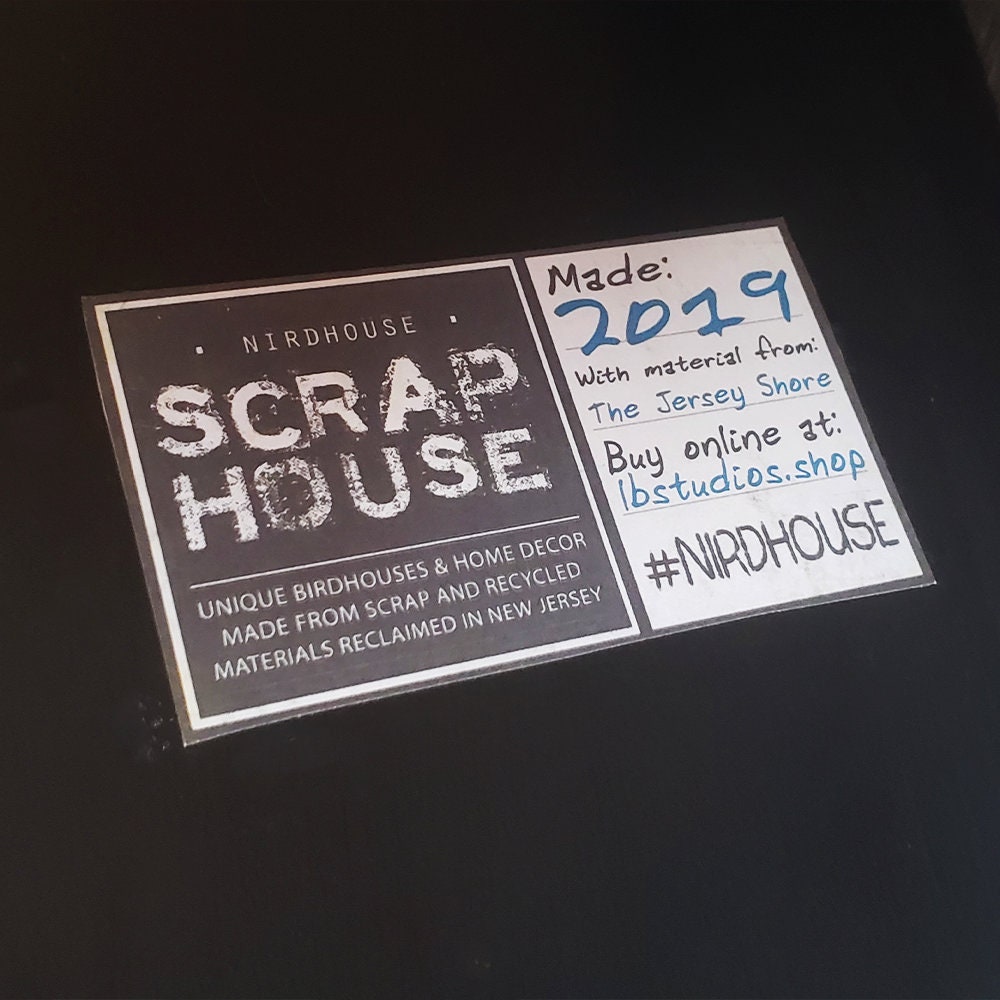 · NIRDHOUSE ·
SCRAP
HOUSE
UNIQUE BIRDHOUSES & HOME DECOR
MADE FROM SCRAP AND RECYCLED
MATERIALS RECLAIMED IN NEW JERSEY
Made:
2019
With material from:
The Jersey Shore
Buy online at:
lbstudios.shop
#NIRDHOUSE